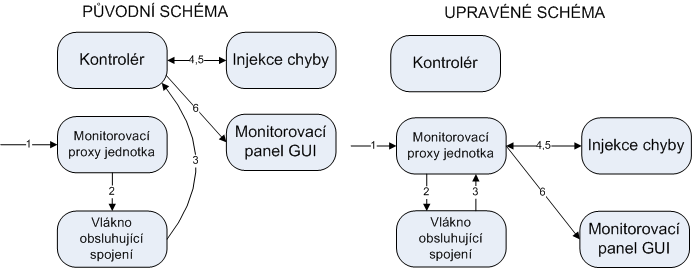 PŮVODNÍ SCHÉMA
Kontrolér
4,5
Injekce chyby
6
Monitorovací
panel GUI
1
Monitorovací
proxy jednotka
3
2
Vlákno
obsluhující
spojení
UPRAVÉNÉ SCHÉMA
Kontrolér
1
Monitorovací
proxy jednotka
4,5
Injekce chyby
2
3
6
Vlákno
obsluhující
spojení
Monitorovací
panel GUI